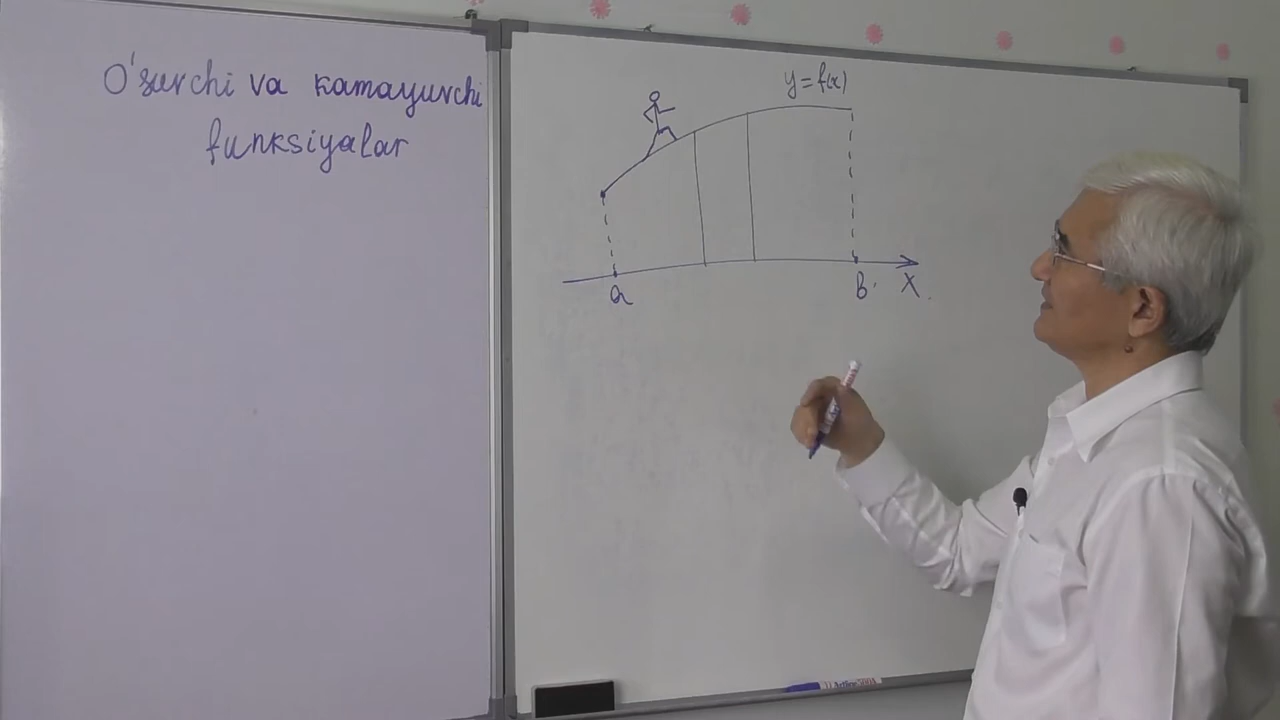 O'suvchi va kamayuvchi
funksiyalar
y=f(x)
a
B.
X